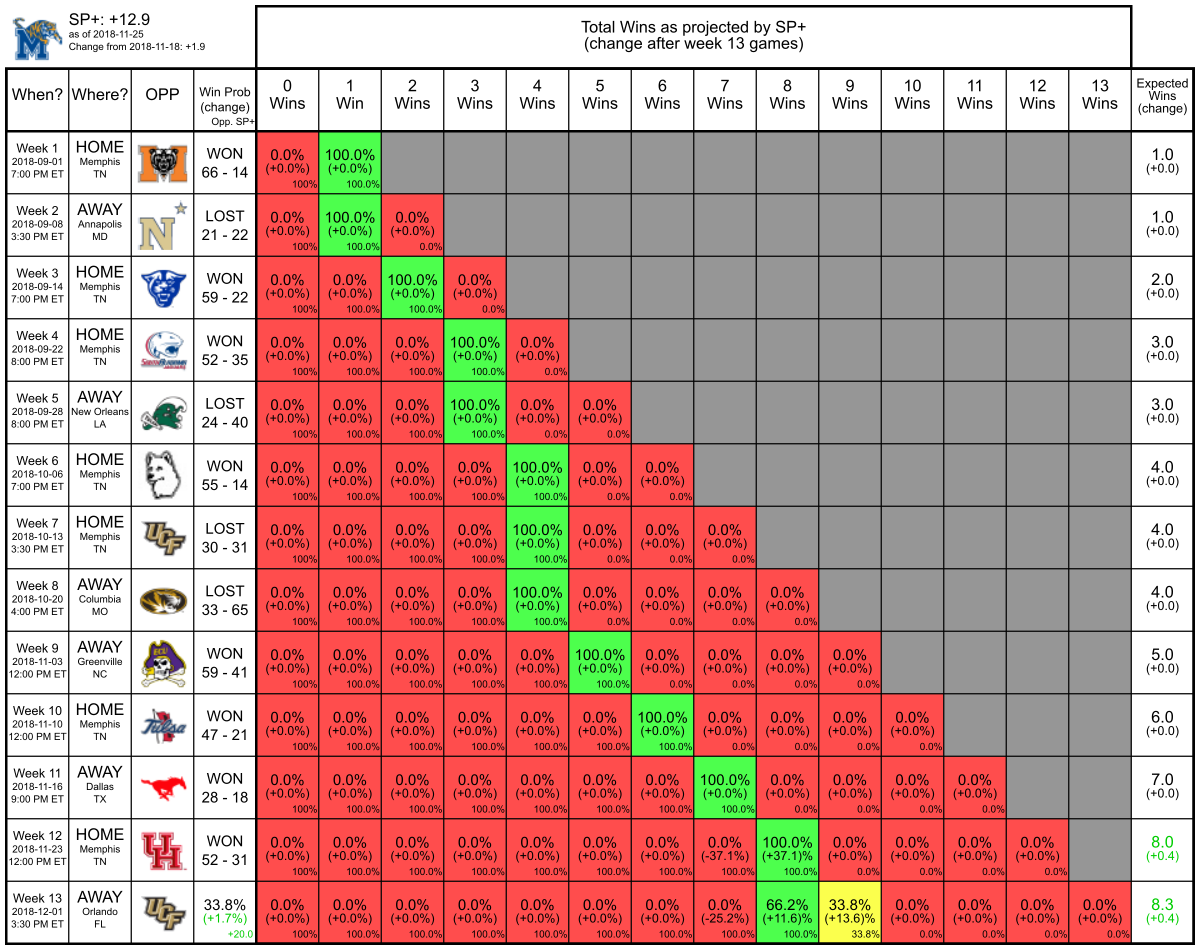 SP+: +12.9
as of 2018-11-25
Change from 2018-11-18: +1.9
Total Wins as projected by SP+
(change after week 13 games)
When? Where? OPP Win Prob (change) Opp. SP+ 0 Wins 1 Win 2 Wins 3 Wins 4 Wins 5 Wins 6 Wins 7 Wins 8 Wins 9 Wins 10 Wins 11 Wins 12 Wins 13 Wins Expected Wins (change)
Week 1 HOME WON 0.0% 100.0% 1.0
2018-09-01 Memphis (+0.0%) (+0.0%) (+0.0)
7:00 PM ET TN 66 - 14 100% 100.0%
Week 2 AWAY LOST 0.0% 100.0% 0.0% 1.0
2018-09-08 Annapolis (+0.0%) (+0.0%) (+0.0%) (+0.0)
3:30 PM ET MD N 21 - 22 100% 100.0% 0.0%
Week 3 HOME WON 0.0% 0.0% 100.0% 0.0% 2.0
2018-09-14 Memphis (+0.0%) (+0.0%) (+0.0%) (+0.0%) (+0.0)
7:00 PM ET TN 59 - 22 100% 100.0% 100.0% 0.0%
Week 4 HOME WON 0.0% 0.0% 0.0% 100.0% 0.0% 3.0
2018-09-22 Memphis (+0.0%) (+0.0%) (+0.0%) (+0.0%) (+0.0%) (+0.0)
8:00 PM ET TN 52 - 35 100% 100.0% 100.0% 100.0% 0.0%
Week 5 AWAY LOST 0.0% 0.0% 0.0% 100.0% 0.0% 0.0% 3.0
2018-09-28 New Orleans (+0.0%) (+0.0%) (+0.0%) (+0.0%) (+0.0%) (+0.0%) (+0.0)
8:00 PM ET LA 24 - 40 100% 100.0% 100.0% 100.0% 0.0% 0.0%
Week 6 HOME WON 0.0% 0.0% 0.0% 0.0% 100.0% 0.0% 0.0% 4.0
2018-10-06 Memphis (+0.0%) (+0.0%) (+0.0%) (+0.0%) (+0.0%) (+0.0%) (+0.0%) (+0.0)
7:00 PM ET TN 55 - 14 100% 100.0% 100.0% 100.0% 100.0% 0.0% 0.0%
Week 7 HOME UCF LOST 0.0% 0.0% 0.0% 0.0% 100.0% 0.0% 0.0% 0.0% 4.0
2018-10-13 Memphis (+0.0%) (+0.0%) (+0.0%) (+0.0%) (+0.0%) (+0.0%) (+0.0%) (+0.0%) (+0.0)
3:30 PM ET TN 30 - 31 100% 100.0% 100.0% 100.0% 100.0% 0.0% 0.0% 0.0%
Week 8 AWAY LOST 0.0% 0.0% 0.0% 0.0% 100.0% 0.0% 0.0% 0.0% 0.0% 4.0
2018-10-20 Columbia (+0.0%) (+0.0%) (+0.0%) (+0.0%) (+0.0%) (+0.0%) (+0.0%) (+0.0%) (+0.0%) (+0.0)
4:00 PM ET MO 33 - 65 100% 100.0% 100.0% 100.0% 100.0% 0.0% 0.0% 0.0% 0.0%
Week 9 AWAY ECU WON 0.0% 0.0% 0.0% 0.0% 0.0% 100.0% 0.0% 0.0% 0.0% 0.0% 5.0
2018-11-03 Greenville (+0.0%) (+0.0%) (+0.0%) (+0.0%) (+0.0%) (+0.0%) (+0.0%) (+0.0%) (+0.0%) (+0.0%) (+0.0)
12:00 PM ET NC 59 - 41 100% 100.0% 100.0% 100.0% 100.0% 100.0% 0.0% 0.0% 0.0% 0.0%
Week 10 HOME Tulsa WON 0.0% 0.0% 0.0% 0.0% 0.0% 0.0% 100.0% 0.0% 0.0% 0.0% 0.0% 6.0
2018-11-10 Memphis (+0.0%) (+0.0%) (+0.0%) (+0.0%) (+0.0%) (+0.0%) (+0.0%) (+0.0%) (+0.0%) (+0.0%) (+0.0%) (+0.0)
12:00 PM ET TN 47 - 21 100% 100.0% 100.0% 100.0% 100.0% 100.0% 100.0% 0.0% 0.0% 0.0% 0.0%
Week 11 AWAY WON 0.0% 0.0% 0.0% 0.0% 0.0% 0.0% 0.0% 100.0% 0.0% 0.0% 0.0% 0.0% 7.0
2018-11-16 Dallas (+0.0%) (+0.0%) (+0.0%) (+0.0%) (+0.0%) (+0.0%) (+0.0%) (+0.0%) (+0.0%) (+0.0%) (+0.0%) (+0.0%) (+0.0)
9:00 PM ET TX 28 - 18 100% 100.0% 100.0% 100.0% 100.0% 100.0% 100.0% 100.0% 0.0% 0.0% 0.0% 0.0%
Week 12 HOME UH WON 0.0% 0.0% 0.0% 0.0% 0.0% 0.0% 0.0% 0.0% 100.0% 0.0% 0.0% 0.0% 0.0% 8.0
2018-11-23 Memphis (+0.0%) (+0.0%) (+0.0%) (+0.0%) (+0.0%) (+0.0%) (+0.0%) (-37.1%) (+37.1)% (+0.0%) (+0.0%) (+0.0%) (+0.0%) (+0.4)
12:00 PM ET TN 52 - 31 100% 100.0% 100.0% 100.0% 100.0% 100.0% 100.0% 100.0% 100.0% 0.0% 0.0% 0.0% 0.0%
Week 13 AWAY UCF 33.8% 0.0% 0.0% 0.0% 0.0% 0.0% 0.0% 0.0% 0.0% 66.2% 33.8% 0.0% 0.0% 0.0% 0.0% 8.3
2018-12-01 Orlando (+1.7%) (+0.0%) (+0.0%) (+0.0%) (+0.0%) (+0.0%) (+0.0%) (+0.0%) (-25.2%) (+11.6)% (+13.6)% (+0.0%) (+0.0%) (+0.0%) (+0.0%) (+0.4)
3:30 PM ET FL +20.0 100% 100.0% 100.0% 100.0% 100.0% 100.0% 100.0% 100.0% 100.0% 33.8% 0.0% 0.0% 0.0% 0.0%